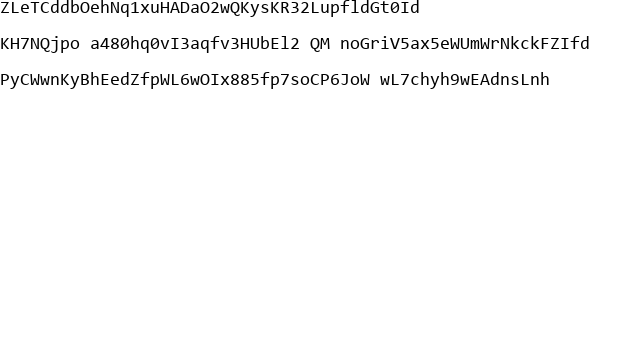 ZLeTCddbOehNq1xuHADaO2wQKysKR32LupfldGt0Id
KH7NQjpo a480hq0vI3aqfv3HUbEl2 QM noGriV5ax5eWUmWrNkckFZIfd
PyCWwnKyBhEedZfpWL6wOIx885fp7soCP6JoW wL7chyh9wEAdnsLnh